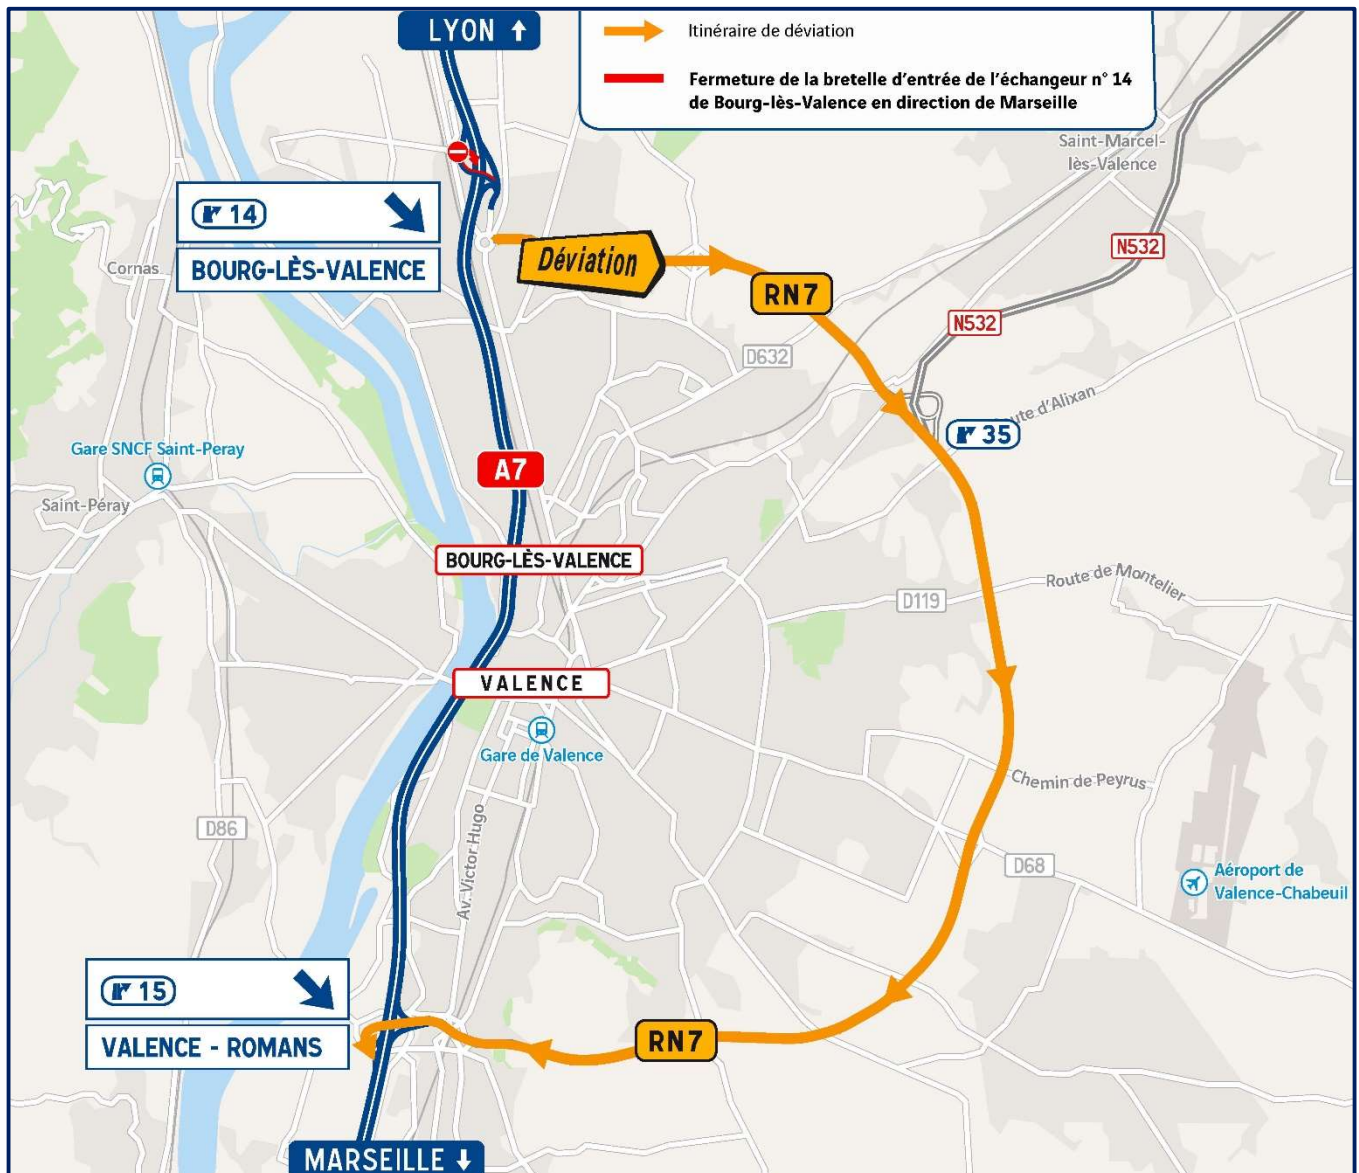 LYON ↑
Itinéraire de déviation
Fermeture de la bretelle d'entrée de l'échangeur n° 14
de Bourg-lès-Valence en direction de Marseille
Saint-Marcel-
lès-Valence
14
BOURG-LÈS-VALENCE
Cornas
Déviation
N532
RN7
N532
D632
Route d'Alixan
35
Gare SNCF Saint-Peray
A7
Saint-Péray
BOURG-LÈS-VALENCE
Route de Montelier
D119
VALENCE
Gare de Valence
Chemin de Peyrus
Av. Victor Hugo
D86
D68
Aéroport de
Valence-Chabeuil
15
VALENCE - ROMANS
RN7
MARSEILLE ↓